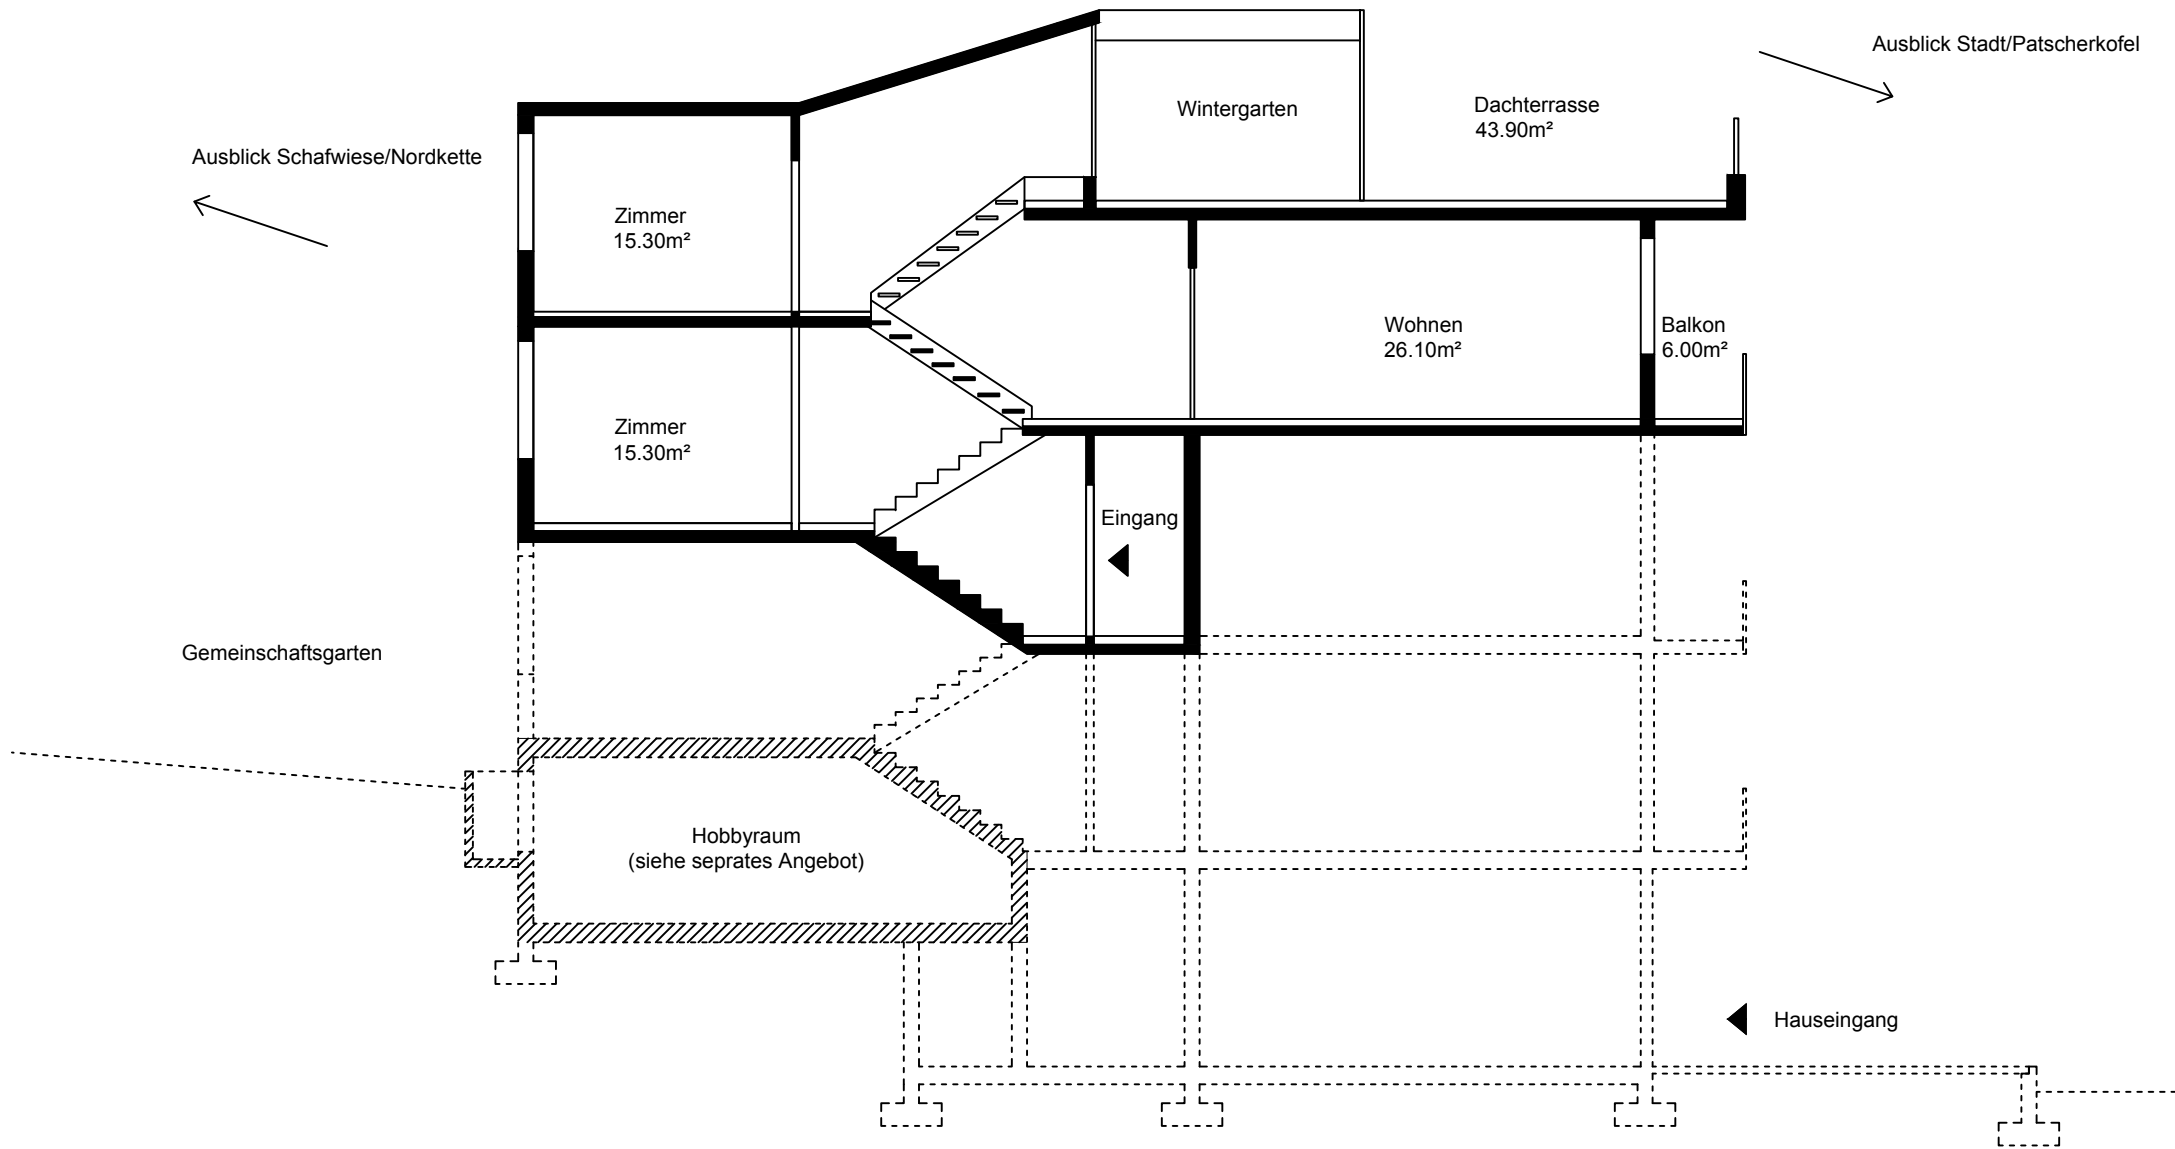 Ausblick Stadt/Patscherkofel
Wintergarten
Dachterrasse
43.90m²
Ausblick Schafwiese/Nordkette
Zimmer
15.30m²
Wohnen
26.10m²
Balkon
6.00m²
Zimmer
15.30m²
Eingang
Gemeinschaftsgarten
Hobbyraum
(siehe seprates Angebot)
Hauseingang